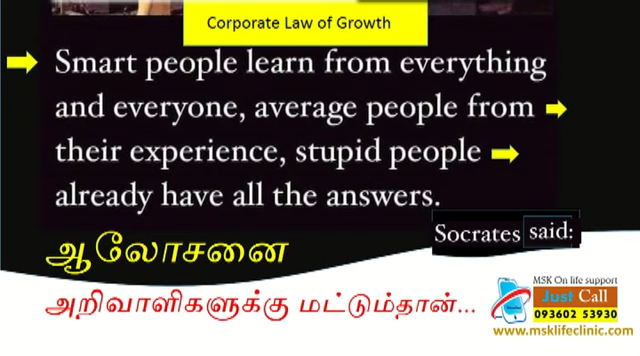 Corporate Law of Growth
Smart people learn from everything
and everyone, average people from
their experience, stupid people
already have all the answers.
Socrates said:
ஆலோசனை
அறிவாளிகளுக்கு மட்டும்தான்...
MSK On life support
Just Call
093602 53930
www.msklifeclinic.com